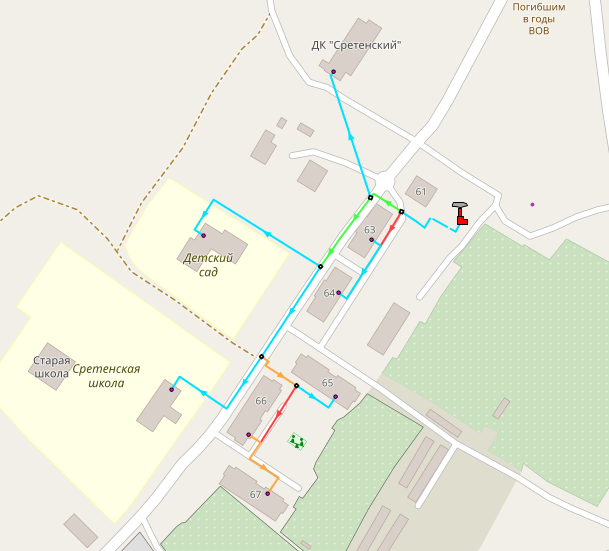 Погибшим
в годы
ВОВ
ДК "Сретенский"
61
63
Детский
сад
64
Старая
школа
Сретенская
школа
65
66
67